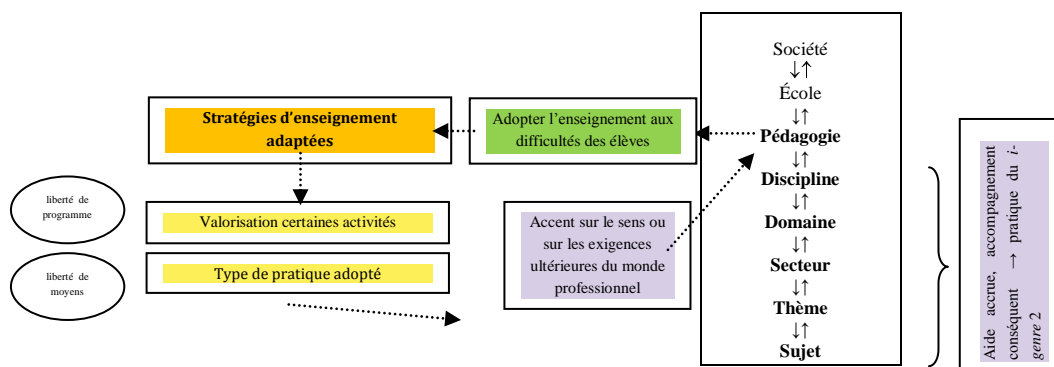 Société
↓↑
École
↓↑
Pédagogie
↓↑
Discipline
↓↑
Domaine
↓↑
Secteur
↓↑
Thème
↓↑
Sujet
Adopter l’enseignement aux
difficultés des élèves
Stratégies d’enseignement
adaptées
liberté de
programme
Valorisation certaines activités
liberté de
moyens
Type de pratique adopté
Accent sur le sens ou
sur les exigences
ultérieures du monde
professionnel
Aide accrue, accompagnement
conséquent → pratique du i-
genre 2